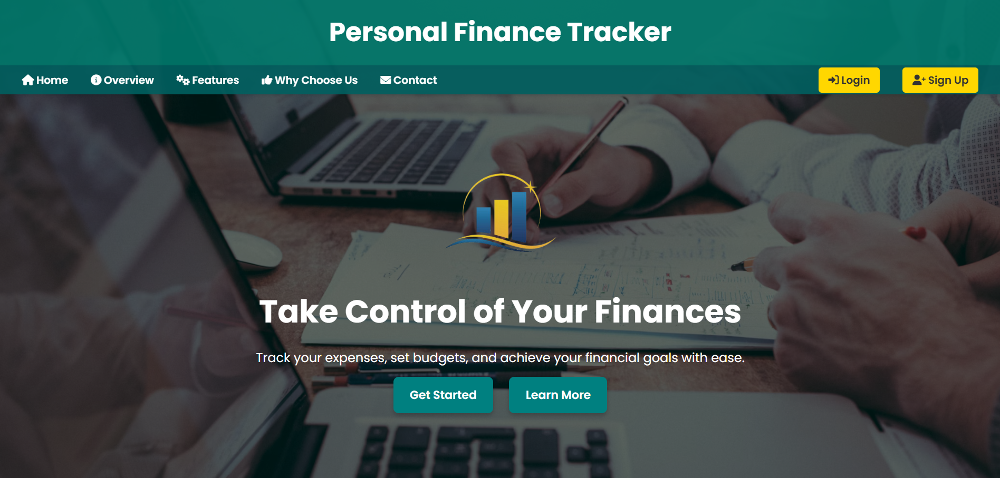 Personal Finance Tracker
Home Overview Features Why Choose Us Contact Login Sign Up
Take Control of Your Finances
Track your expenses, set budgets, and achieve your financial goals with ease.
Get Started Learn More